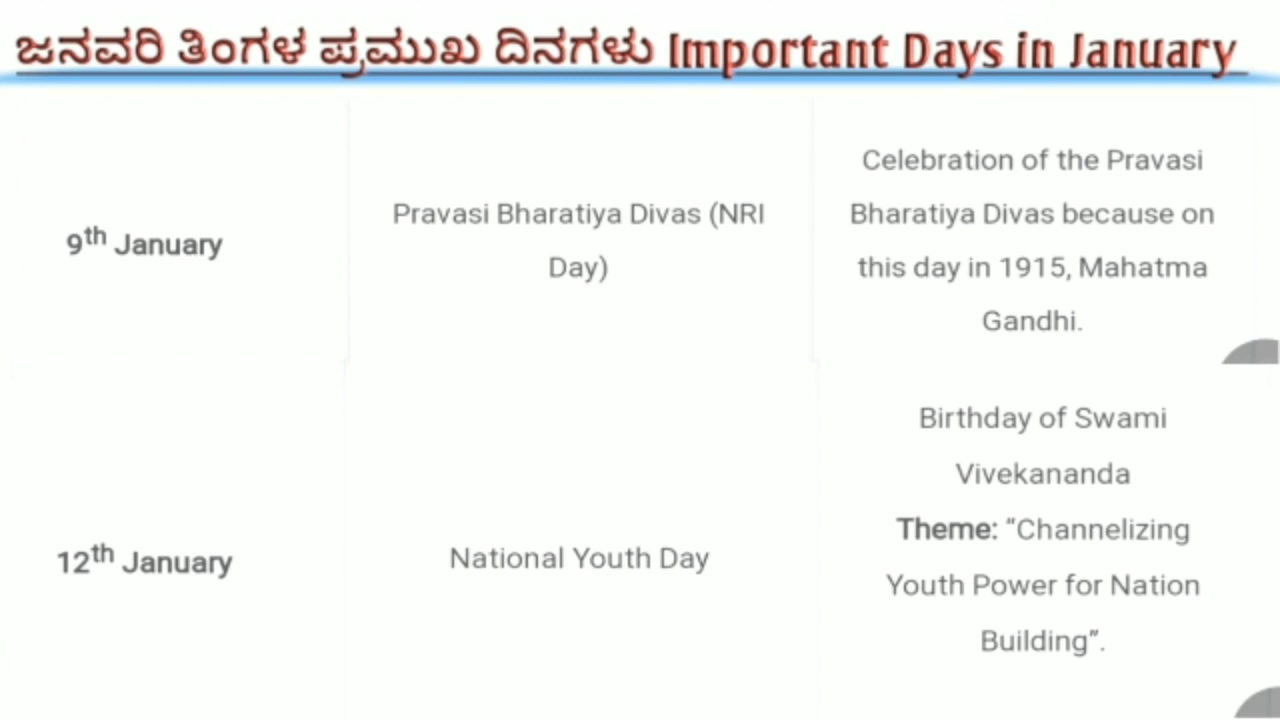 ಜನವರಿ ತಿಂಗಳ ಪ್ರಮುಖ ದಿನಗಳು Important Days in January
9th January
Pravasi Bharatiya Divas (NRI
Day)
Celebration of the Pravasi
Bharatiya Divas because on
this day in 1915, Mahatma
Gandhi.
12th January
National Youth Day
Birthday of Swami
Vivekananda
Theme: “Channelizing
Youth Power for Nation
Building”.